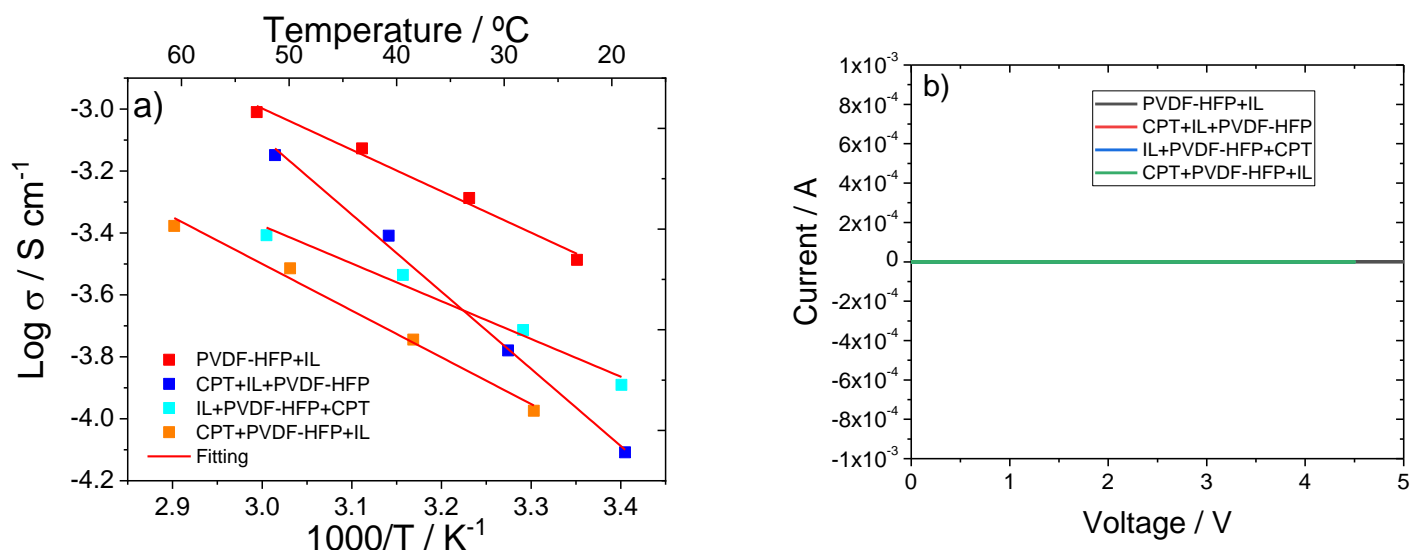 Temperature / ºC
60 50 40 30 20
a)
Log σ / S cm-1
-3.0
-3.2
-3.4
-3.6
-3.8
-4.0
-4.2
PVDF-HFP+IL
CPT+IL+PVDF-HFP
IL+PVDF-HFP+CPT
CPT+PVDF-HFP+IL
Fitting
2.9 3.0 3.1 3.2 3.3 3.4
1000/T / K-1
b)
Current / A
1x10-3
8x10-4
6x10-4
4x10-4
2x10-4
0
-2x10-4
-4x10-4
-6x10-4
-8x10-4
-1x10-3
PVDF-HFP+IL
CPT+IL+PVDF-HFP
IL+PVDF-HFP+CPT
CPT+PVDF-HFP+IL
0 1 2 3 4 5
Voltage / V